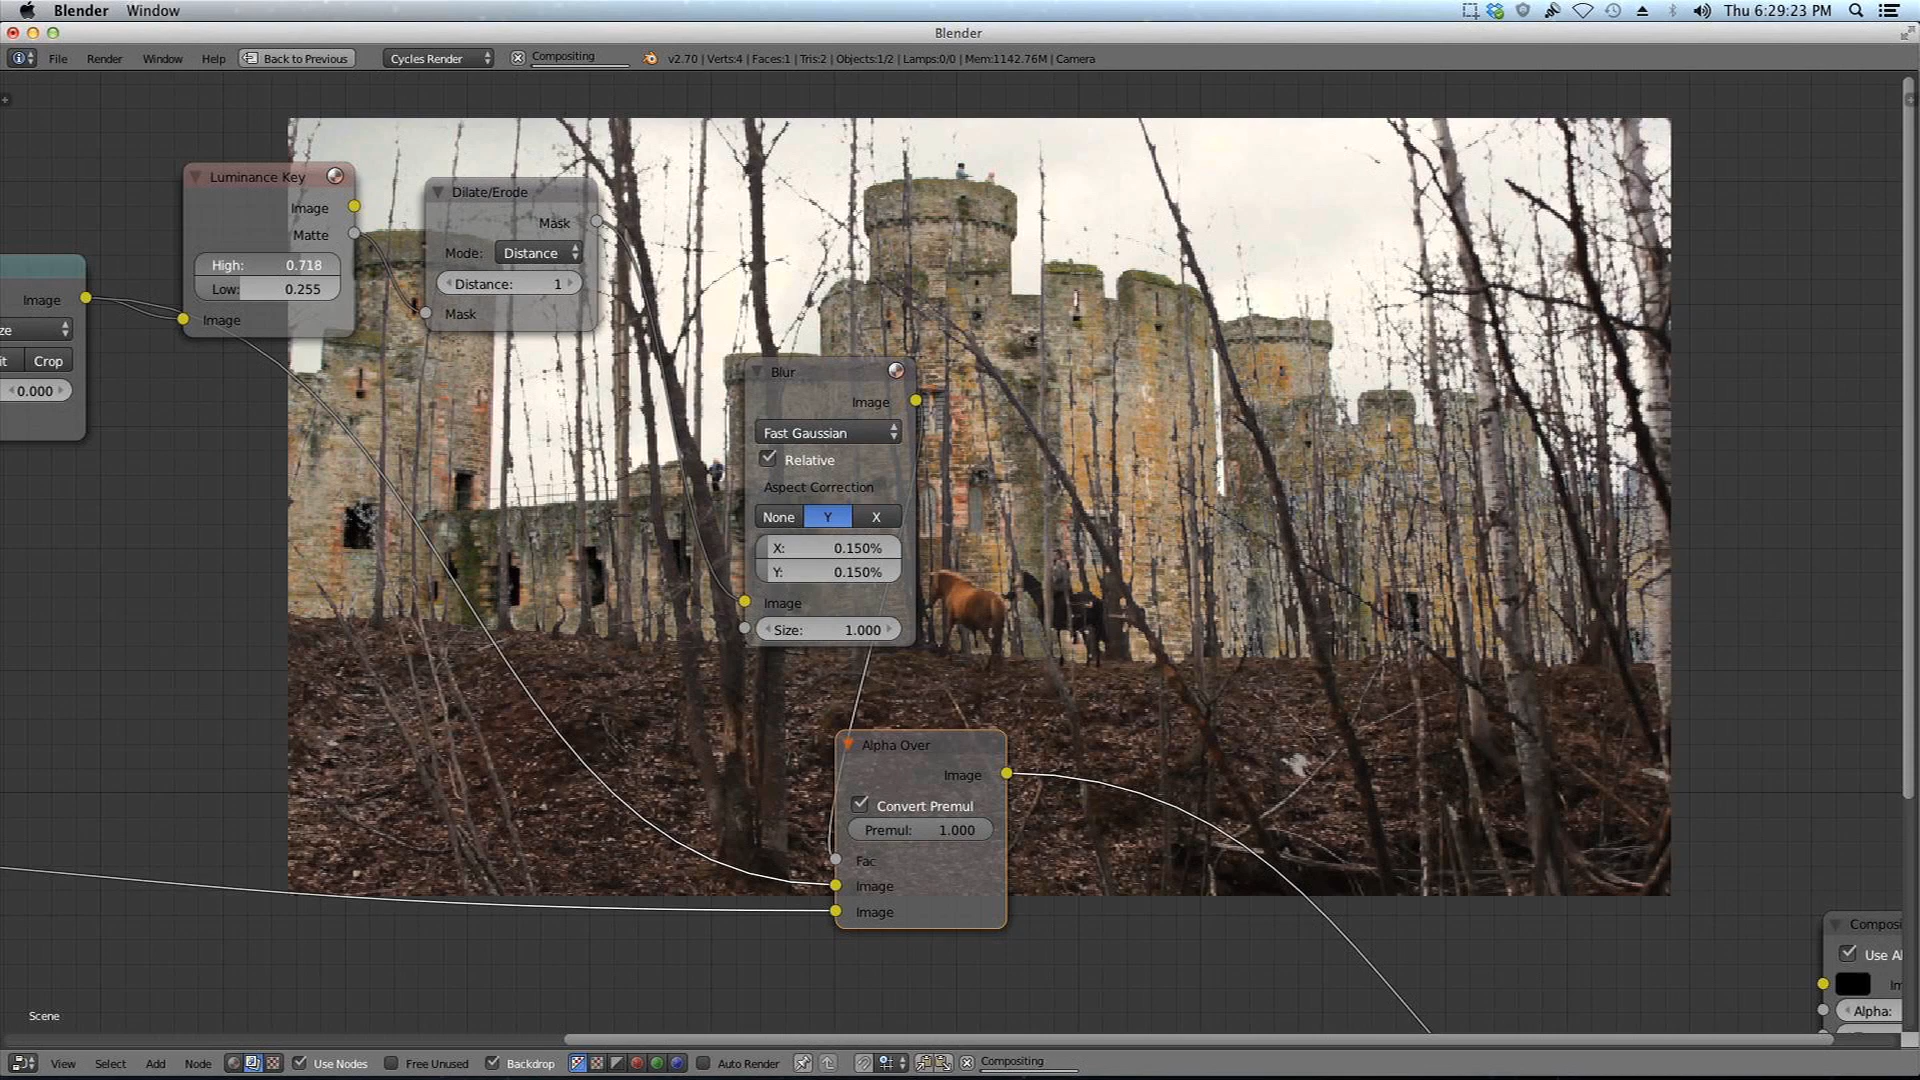 Blender Window Thu 6:29:23 PM
Blender
File Render Window Help Back to Previous Cycles Render Compositing v2.70 | Verts:4 | Faces:1 | Tris:2 | Objects:1/2 | Lamps:0/0 | Mem:1142.76M | Camera
Image
ze
it Crop
0.000
Luminance Key
Image
Matte
High: 0.718
Low: 0.255
Image
Dilate/Erode
Mask
Mode: Distance
Distance: 1
Mask
Blur
Image
Fast Gaussian
Relative
Aspect Correction
None Y X
X: 0.150%
Y: 0.150%
Image
Size: 1.000
Alpha Over
Image
Convert Premul
Premul: 1.000
Fac
Image
Image
Composi
Use Al
Im
Alpha:
Scene
View Select Add Node Use Nodes Free Unused Backdrop Auto Render Compositing